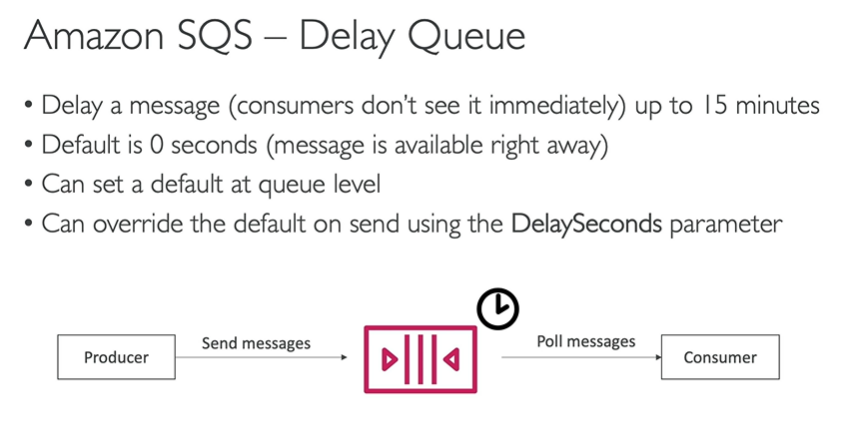 Amazon SQS – Delay Queue
• Delay a message (consumers don't see it immediately) up to 15 minutes
• Default is 0 seconds (message is available right away)
• Can set a default at queue level
• Can override the default on send using the DelaySeconds parameter
Producer
Send messages
Poll messages
Consumer